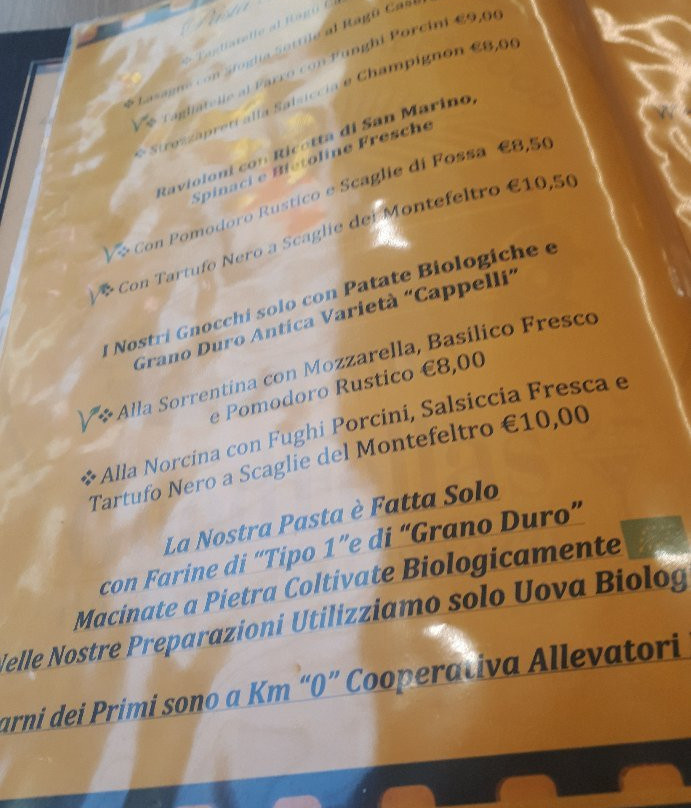 Pasta
❖ Tagliatelle al Ragù
❖ Lasagne con Sfoglia Sottile al Ragù
V❖ Tagliatelle al Farro con Funghi Porcini €9,00
❖ Strozzapreti alla Salsiccia e Champignon €8,00
Ravioloni con Ricotta di San Marino,
Spinaci e Bietoline Fresche
V❖ Con Pomodoro Rustico e Scaglie di Fossa €8,50
V❖ Con Tartufo Nero a Scaglie del Montefeltro €10,50
I Nostri Gnocchi solo con Patate Biologiche e
Grano Duro Antica Varietà “Cappelli”
V❖ Alla Sorrentina con Mozzarella, Basilico Fresco
e Pomodoro Rustico €8,00
❖ Alla Norcina con Fughi Porcini, Salsiccia Fresca e
Tartufo Nero a Scaglie del Montefeltro €10,00
La Nostra Pasta è Fatta Solo
con Farine di “Tipo 1”e di “Grano Duro”
Macinate a Pietra Coltivate Biologicamente
Nelle Nostre Preparazioni Utilizziamo solo Uova Biolog
arni dei Primi sono a Km “0” Cooperativa Allevatori